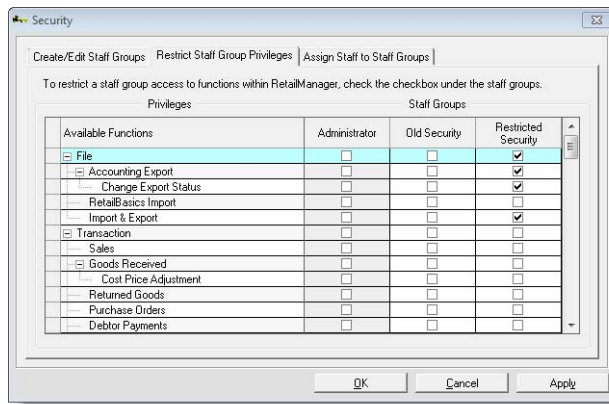 Security
Create/Edit Staff Groups Restrict Staff Group Privileges Assign Staff to Staff Groups
To restrict a staff group access to functions within RetailManager, check the checkbox under the staff groups.
Privileges Staff Groups
Available Functions Administrator Old Security Restricted Security
File
Accounting Export
Change Export Status
RetailBasics Import
Import & Export
Transaction
Sales
Goods Received
Cost Price Adjustment
Returned Goods
Purchase Orders
Debtor Payments
OK Cancel Apply